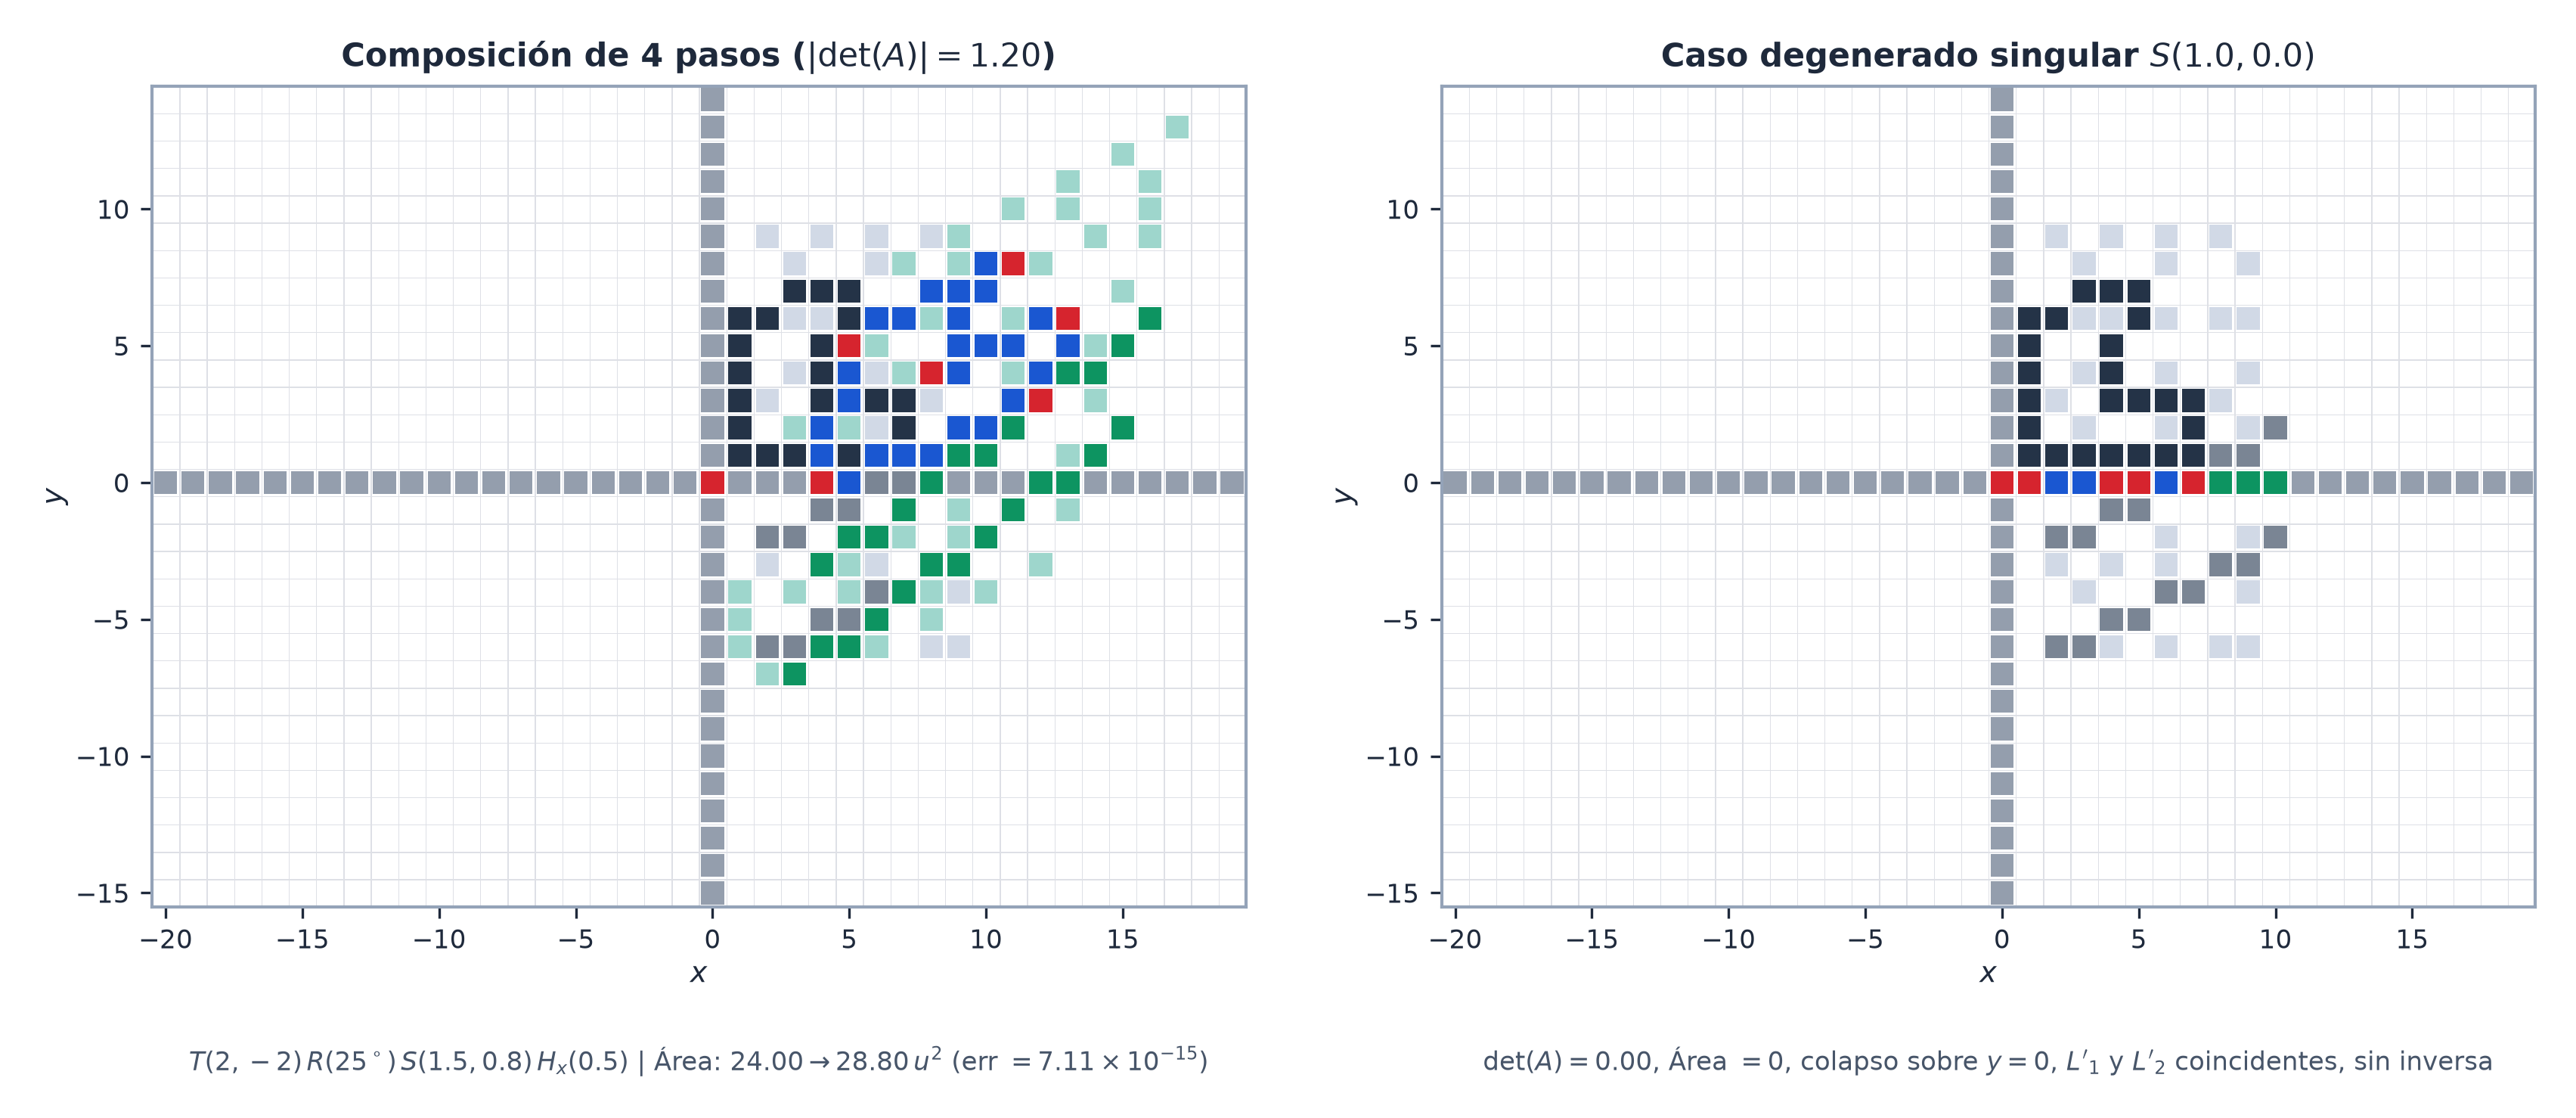 Composición de 4 pasos (|det(A)| = 1.20)
10
5
0
−5
−10
−15
y
−20 −15 −10 −5 0 5 10 15
x
T(2, −2) R(25°) S(1.5, 0.8) Hₓ(0.5) | Área: 24.00 → 28.80 u² (err = 7.11 × 10⁻¹⁵)
Caso degenerado singular S(1.0, 0.0)
10
5
0
−5
−10
−15
y
−20 −15 −10 −5 0 5 10 15
x
det(A) = 0.00, Área = 0, colapso sobre y = 0, L′₁ y L′₂ coincidentes, sin inversa